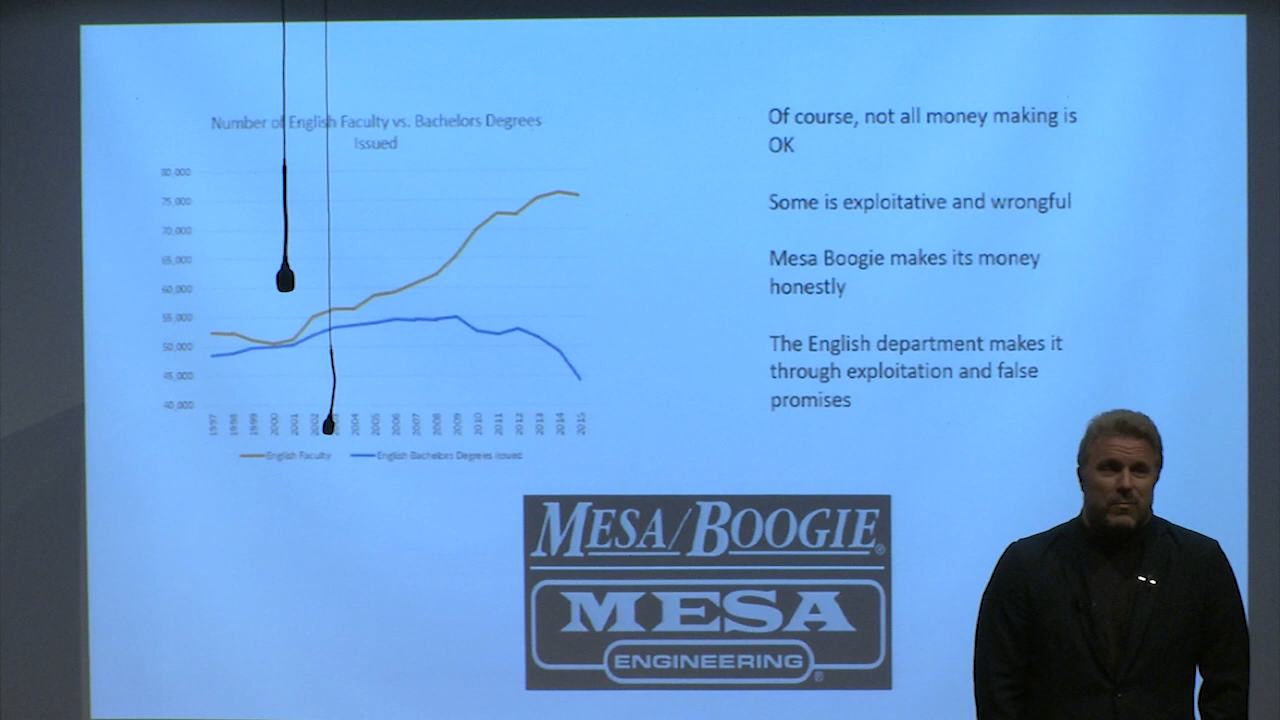 Number of English Faculty vs. Bachelors Degrees
Issued
80,000
75,000
70,000
65,000
60,000
55,000
50,000
45,000
40,000
1997
1998
1999
2000
2001
2002
2003
2004
2005
2006
2007
2008
2009
2010
2011
2012
2013
2014
2015
English Faculty
English Bachelors Degrees Issued
Of course, not all money making is
OK
Some is exploitative and wrongful
Mesa Boogie makes its money
honestly
The English department makes it
through exploitation and false
promises
MESA/BOOGIE®
MESA
ENGINEERING®